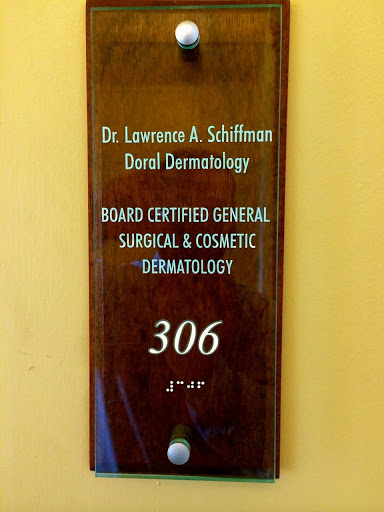 Dr. Lawrence A. Schiffman
Doral Dermatology
BOARD CERTIFIED GENERAL
SURGICAL & COSMETIC
DERMATOLOGY
306
⠼⠉⠚⠋